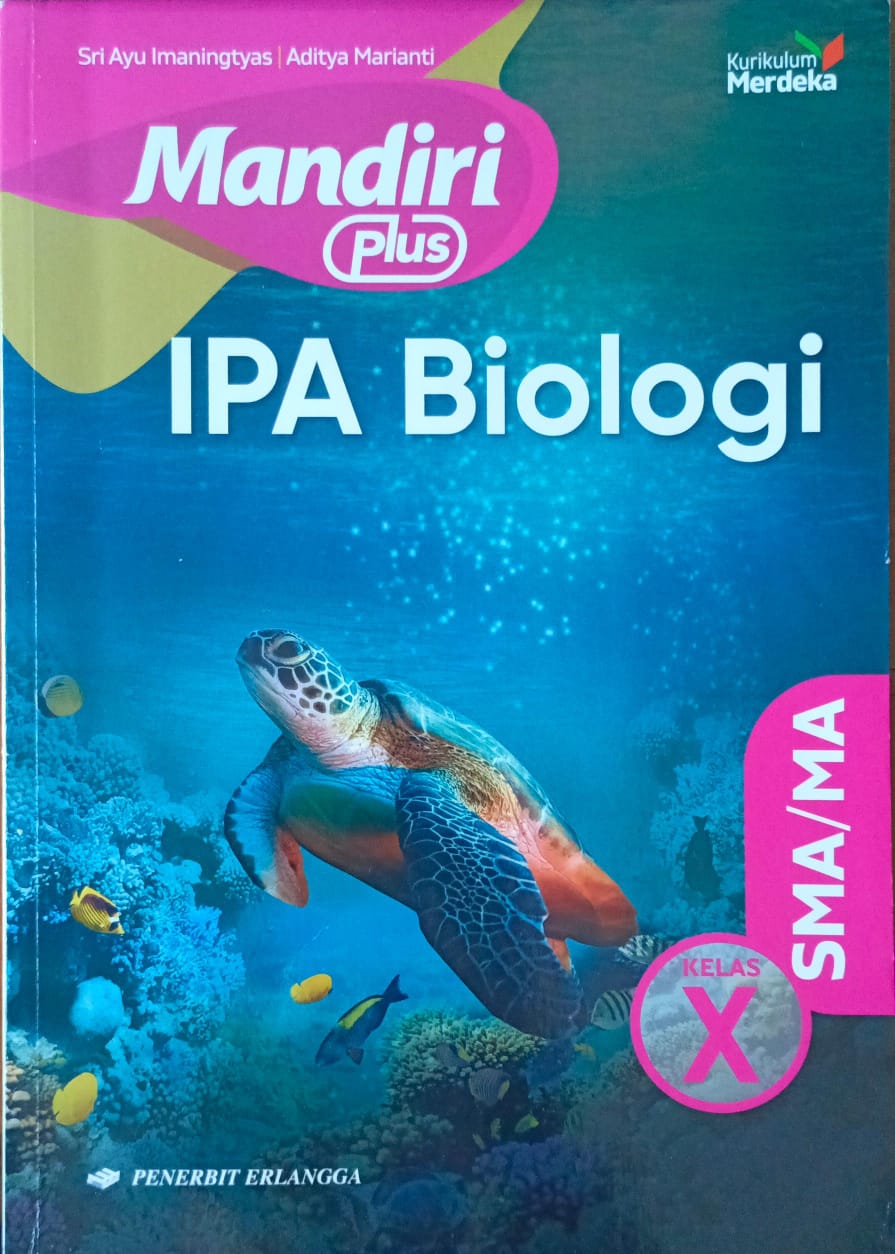 Sri Ayu Imaningtyas | Aditya Marianti
Kurikulum
Merdeka
Mandiri
plus
IPA Biologi
SMA/MA
KELAS
X
PENERBIT ERLANGGA